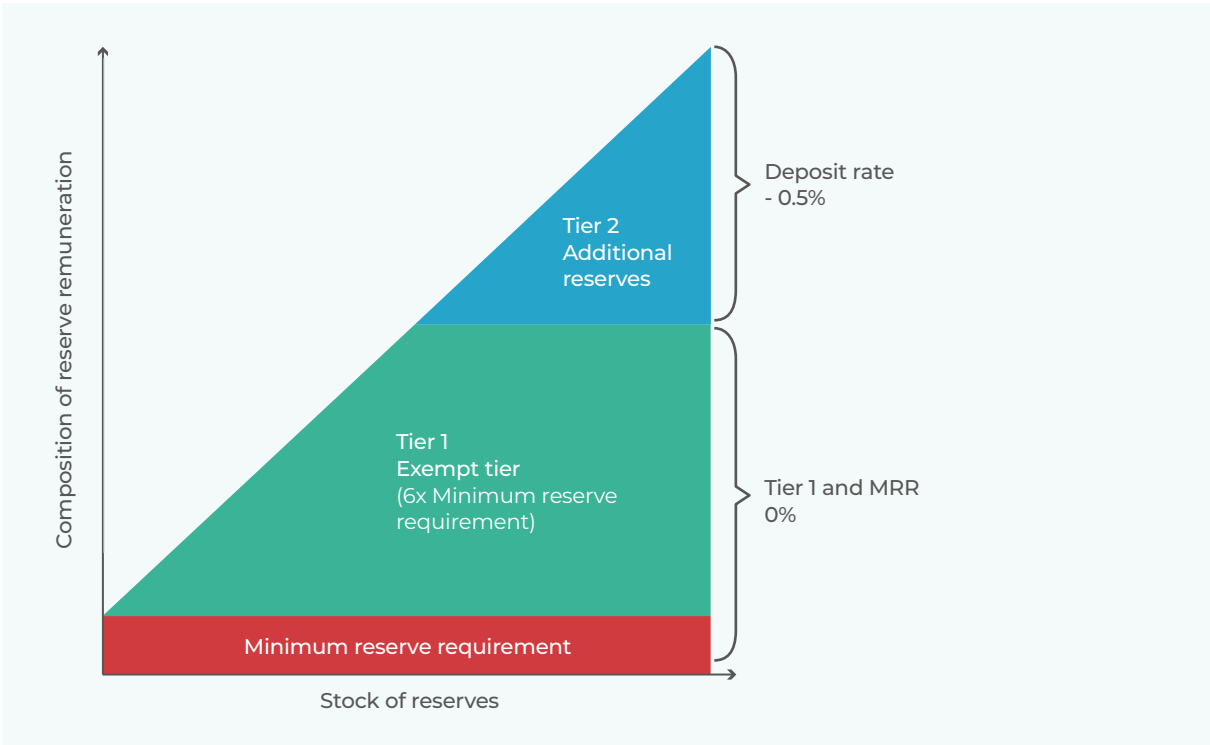 Composition of reserve remuneration
Deposit rate
- 0.5%
Tier 2
Additional
reserves
Tier 1
Exempt tier
(6x Minimum reserve
requirement)
Tier 1 and MRR
0%
Minimum reserve requirement
Stock of reserves